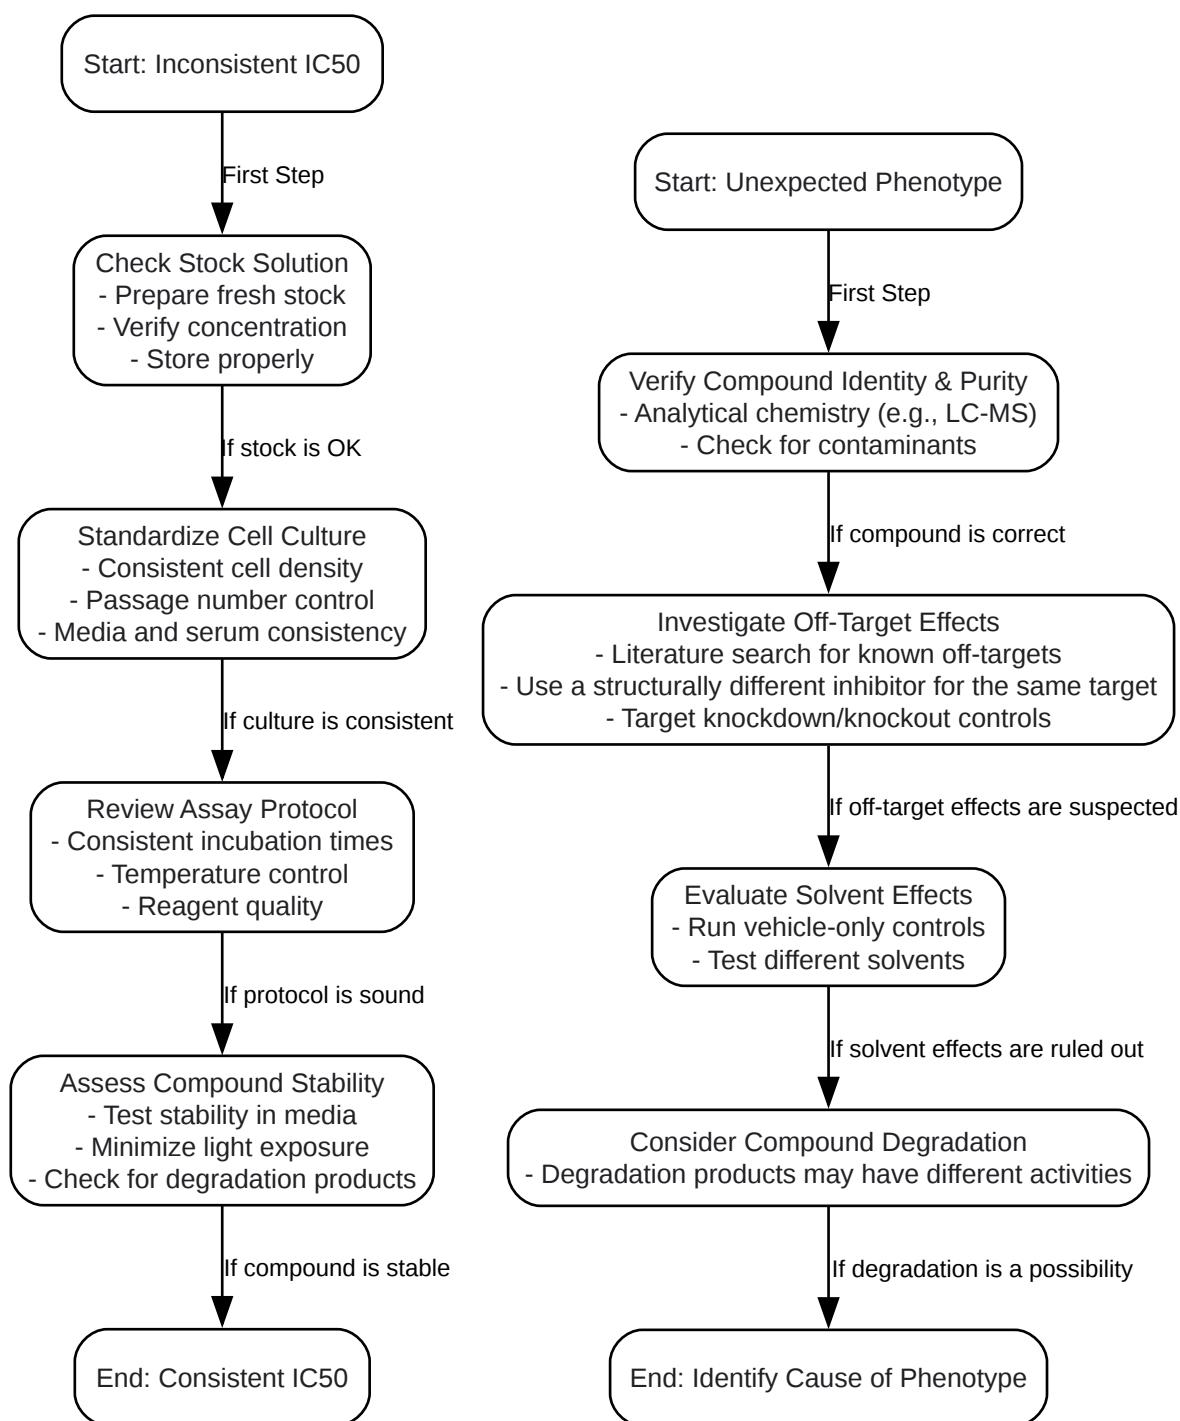 Start: Inconsistent IC50
First Step
Check Stock Solution
- Prepare fresh stock
- Verify concentration
- Store properly
If stock is OK
Standardize Cell Culture
- Consistent cell density
- Passage number control
- Media and serum consistency
If culture is consistent
Review Assay Protocol
- Consistent incubation times
- Temperature control
- Reagent quality
If protocol is sound
Assess Compound Stability
- Test stability in media
- Minimize light exposure
- Check for degradation products
If compound is stable
End: Consistent IC50
Start: Unexpected Phenotype
First Step
Verify Compound Identity & Purity
- Analytical chemistry (e.g., LC-MS)
- Check for contaminants
If compound is correct
Investigate Off-Target Effects
- Literature search for known off-targets
- Use a structurally different inhibitor for the same target
- Target knockdown/knockout controls
If off-target effects are suspected
Evaluate Solvent Effects
- Run vehicle-only controls
- Test different solvents
If solvent effects are ruled out
Consider Compound Degradation
- Degradation products may have different activities
If degradation is a possibility
End: Identify Cause of Phenotype